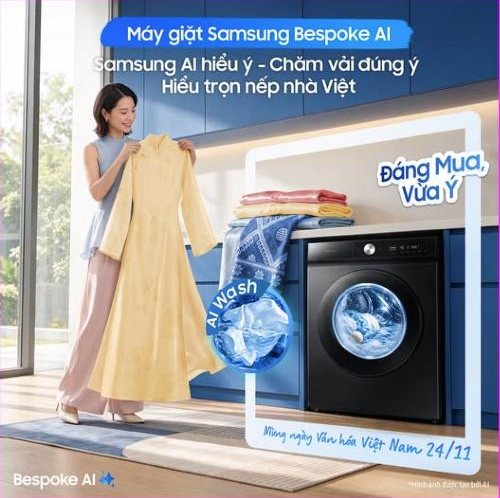 Máy giặt Samsung Bespoke AI
Samsung AI hiểu ý - Chăm vải đúng ý
Hiểu trọn nếp nhà Việt
Đáng Mua,
Vừa Ý
AI Wash
Mừng ngày Văn hóa Việt Nam 24/11
Bespoke AI
*Hình ảnh được tạo bởi AI